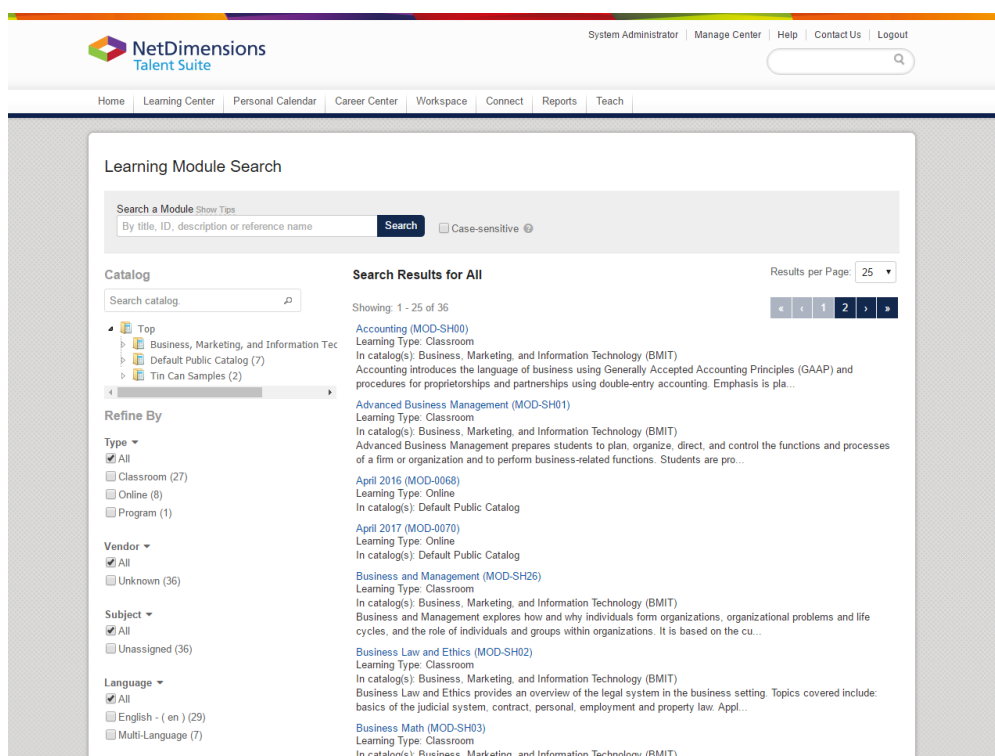 System Administrator Manage Center Help Contact Us Logout
NetDimensions
Talent Suite
Home Learning Center Personal Calendar Career Center Workspace Connect Reports Teach
Learning Module Search
Search a Module Show Tips
By title, ID, description or reference name Search Case-sensitive ?
Catalog
Search catalog.
Top
Business, Marketing, and Information Tec
Default Public Catalog (7)
Tin Can Samples (2)
Refine By
Type
All
Classroom (27)
Online (8)
Program (1)
Vendor
All
Unknown (36)
Subject
All
Unassigned (36)
Language
All
English - ( en ) (29)
Multi-Language (7)
Search Results for All
Results per Page: 25
Showing: 1 - 25 of 36
« ‹ 1 2 › »
Accounting (MOD-SH00)
Learning Type: Classroom
In catalog(s): Business, Marketing, and Information Technology (BMIT)
Accounting introduces the language of business using Generally Accepted Accounting Principles (GAAP) and
procedures for proprietorships and partnerships using double-entry accounting. Emphasis is pla...
Advanced Business Management (MOD-SH01)
Learning Type: Classroom
In catalog(s): Business, Marketing, and Information Technology (BMIT)
Advanced Business Management prepares students to plan, organize, direct, and control the functions and processes
of a firm or organization and to perform business-related functions. Students are pro...
April 2016 (MOD-0068)
Learning Type: Online
In catalog(s): Default Public Catalog
April 2017 (MOD-0070)
Learning Type: Online
In catalog(s): Default Public Catalog
Business and Management (MOD-SH26)
Learning Type: Classroom
In catalog(s): Business, Marketing, and Information Technology (BMIT)
Business and Management explores how and why individuals form organizations, organizational problems and life
cycles, and the role of individuals and groups within organizations. It is based on the cu...
Business Law and Ethics (MOD-SH02)
Learning Type: Classroom
In catalog(s): Business, Marketing, and Information Technology (BMIT)
Business Law and Ethics provides an overview of the legal system in the business setting. Topics covered include:
basics of the judicial system, contract, personal, employment and property law. Appl...
Business Math (MOD-SH03)
Learning Type: Classroom
In catalog(s): Business, Marketing, and Information Technology (BMIT)